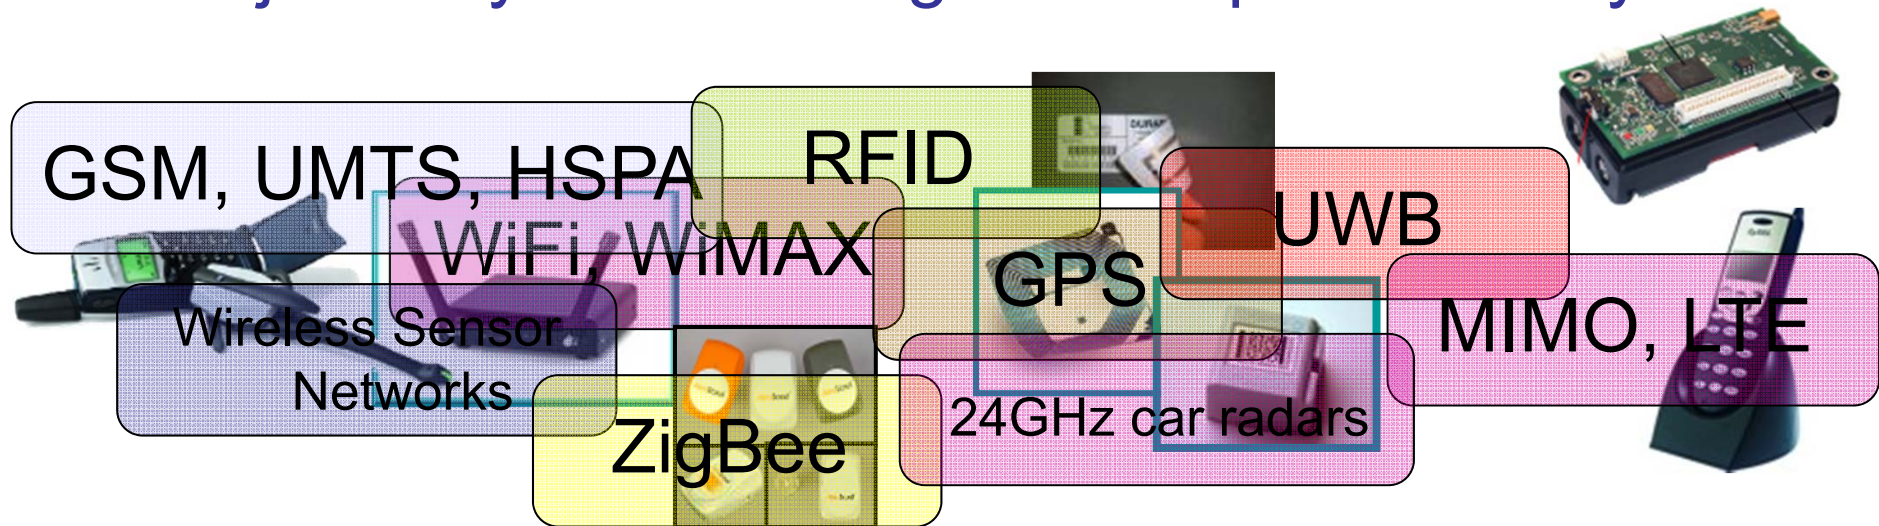 GSM, UMTS, HSPA
RFID
WiFi, WiMAX
UWB
GPS
Wireless Sensor
Networks
MIMO, LTE
24GHz car radars
ZigBee